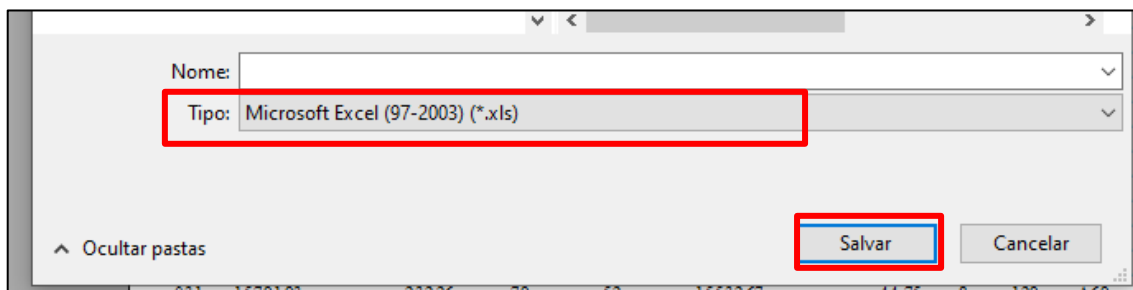 Nome:
Tipo: Microsoft Excel (97-2003) (*.xls)
Salvar
Cancelar
Ocultar pastas